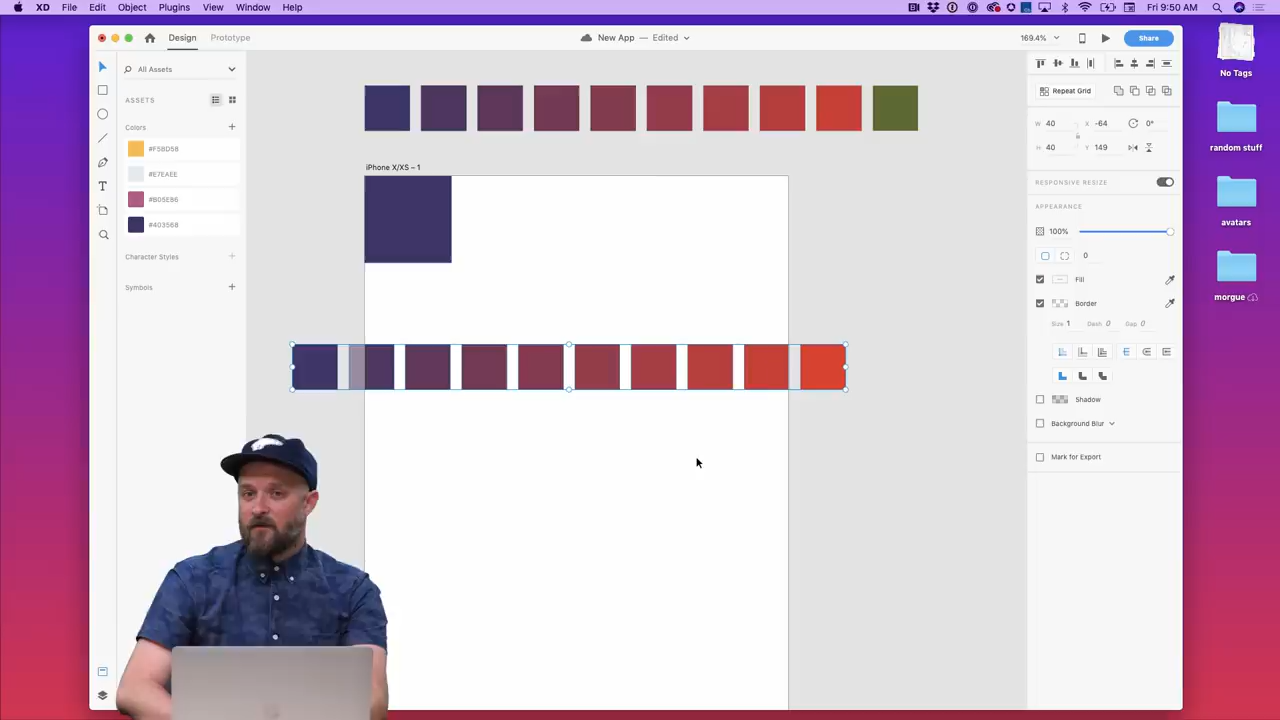 XD File Edit Object Plugins View Window Help Fri 9:50 AM
Design Prototype New App — Edited 169.4% Share
All Assets
ASSETS
Colors
#F5BD58
#E7EAEE
#B05E86
#403568
Character Styles
Symbols
iPhone X/XS – 1
Repeat Grid
W 40 X -64 0°
H 40 Y 149
RESPONSIVE RESIZE
APPEARANCE
100%
0
Fill
Border
Size 1 Dash 0 Gap 0
Shadow
Background Blur
Mark for Export
No Tags
random stuff
avatars
morgue